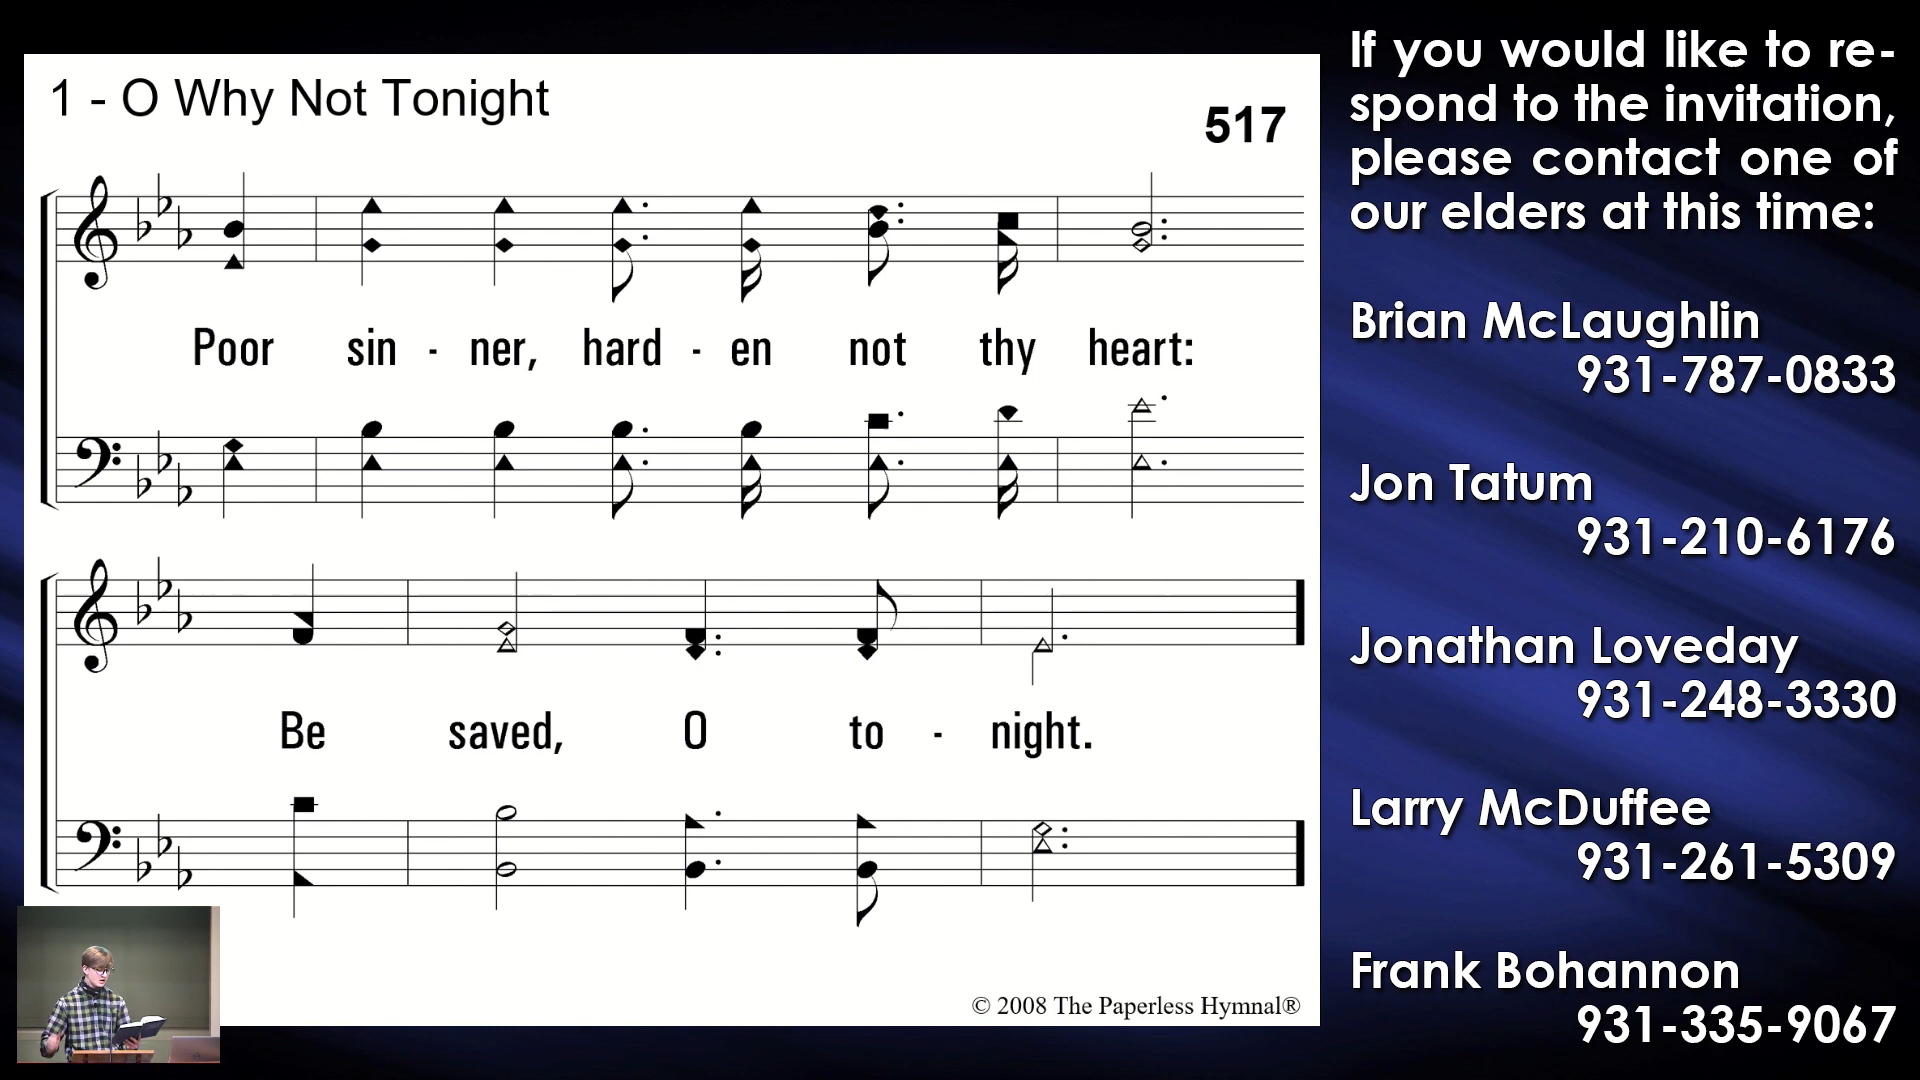 1 - O Why Not Tonight
517
Poor sin - ner, hard - en not thy heart:
Be saved, O to - night.
© 2008 The Paperless Hymnal®
If you would like to re-
spond to the invitation,
please contact one of
our elders at this time:
Brian McLaughlin
931-787-0833
Jon Tatum
931-210-6176
Jonathan Loveday
931-248-3330
Larry McDuffee
931-261-5309
Frank Bohannon
931-335-9067